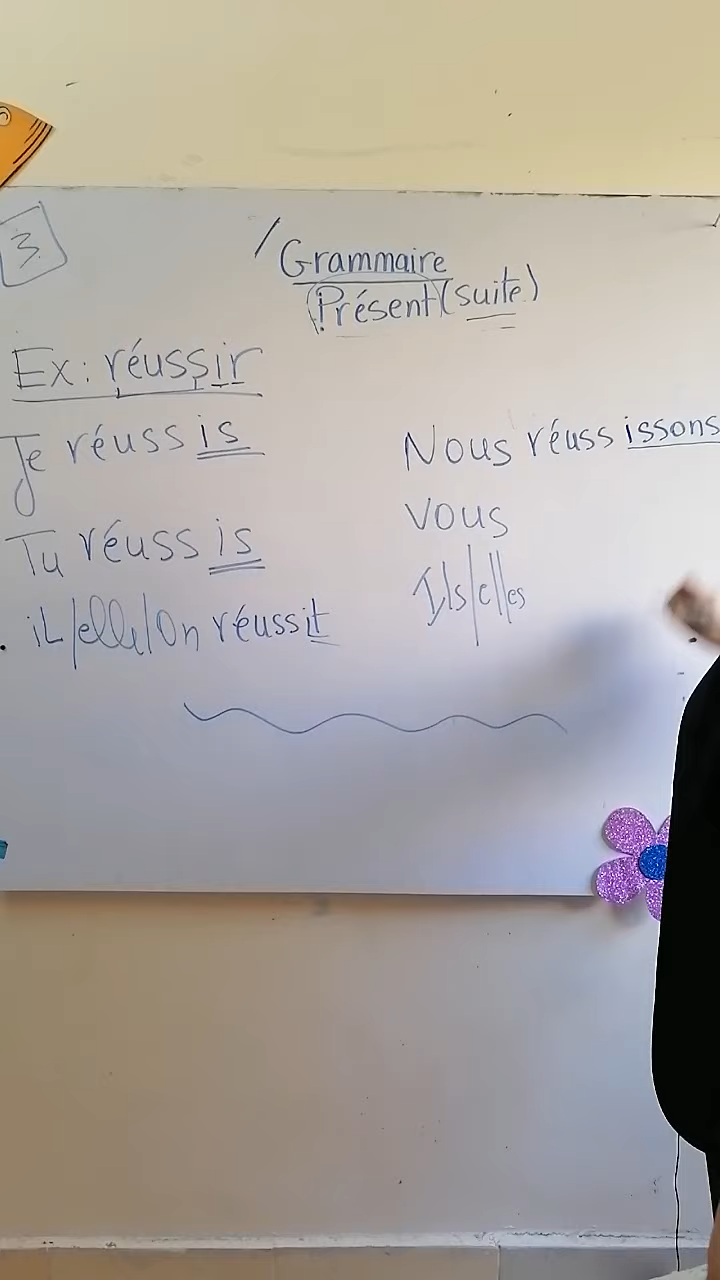 3
Grammaire
Présent (suite)
Ex: réussir
Je réussis
Tu réussis
iL/elle/On réussit
Nous réussissons
Vous
Ils/elles